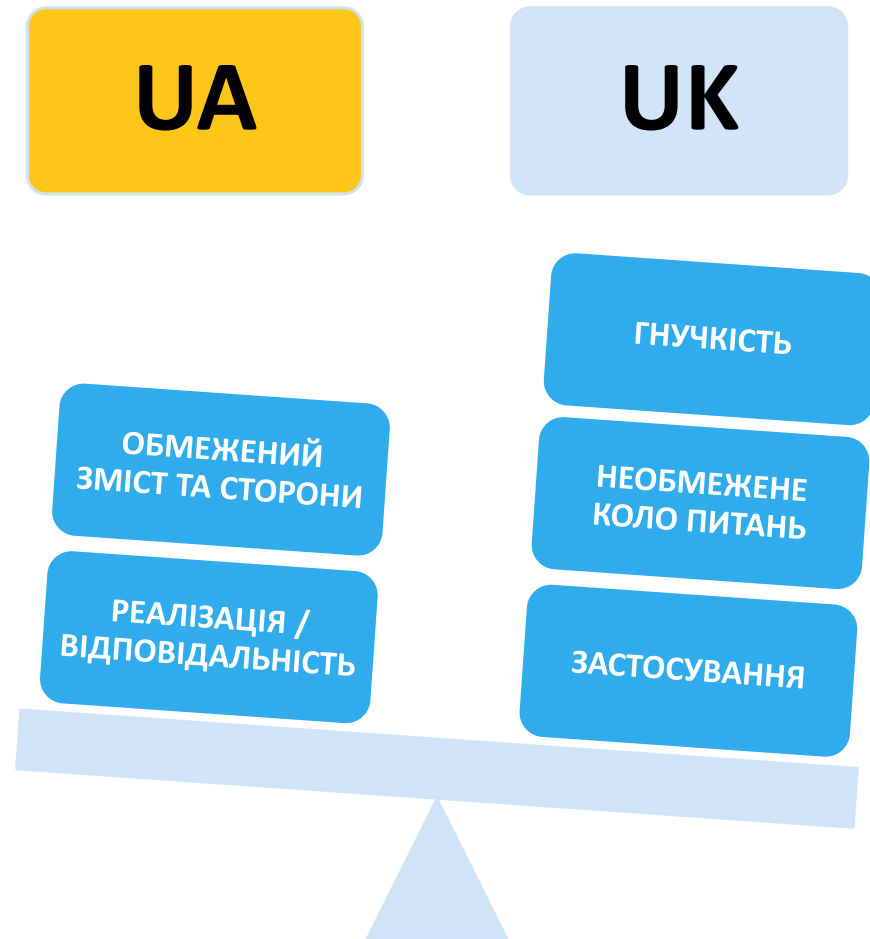 UA
UK
ОБМЕЖЕНИЙ
ЗМІСТ ТА СТОРОНИ
РЕАЛІЗАЦІЯ /
ВІДПОВІДАЛЬНІСТЬ
ГНУЧКІСТЬ
НЕОБМЕЖЕНЕ
КОЛО ПИТАНЬ
ЗАСТОСУВАННЯ